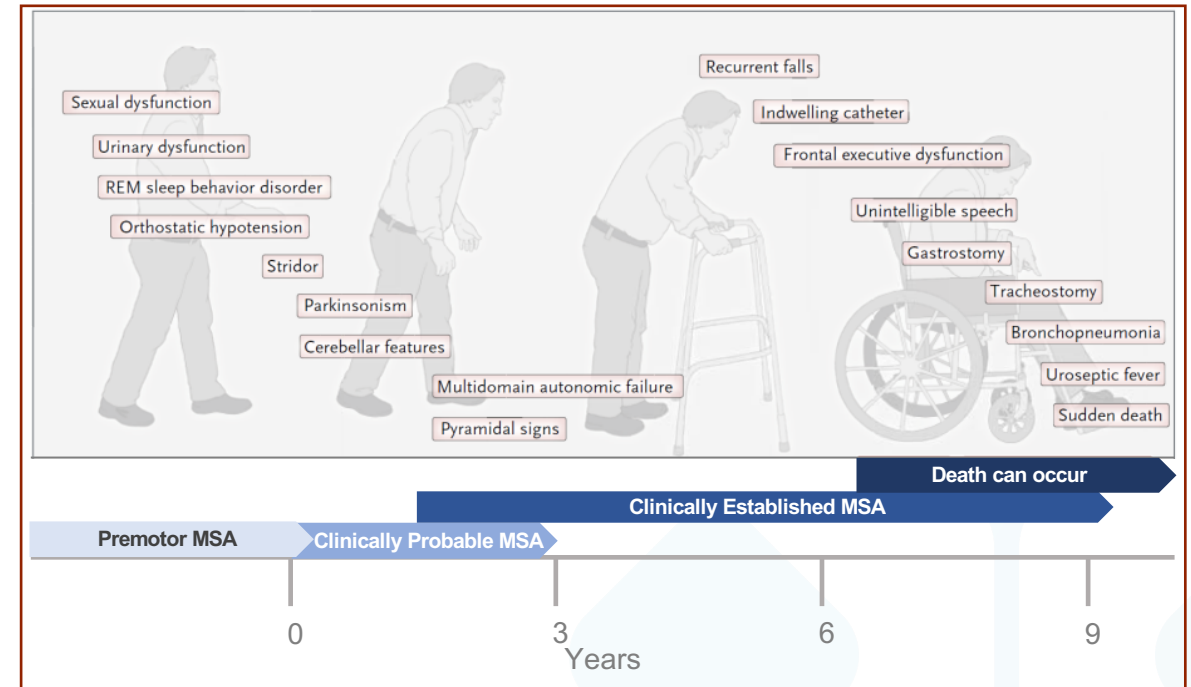 Recurrent falls
Sexual dysfunction
Indwelling catheter
Urinary dysfunction
Frontal executive dysfunction
REM sleep behavior disorder
Unintelligible speech
Orthostatic hypotension
Gastrostomy
Stridor
Tracheostomy
Parkinsonism
Bronchopneumonia
Cerebellar features
Uroseptic fever
Multidomain autonomic failure
Sudden death
Pyramidal signs
Death can occur
Clinically Established MSA
Premotor MSA
Clinically Probable MSA
0
3
6
9
Years